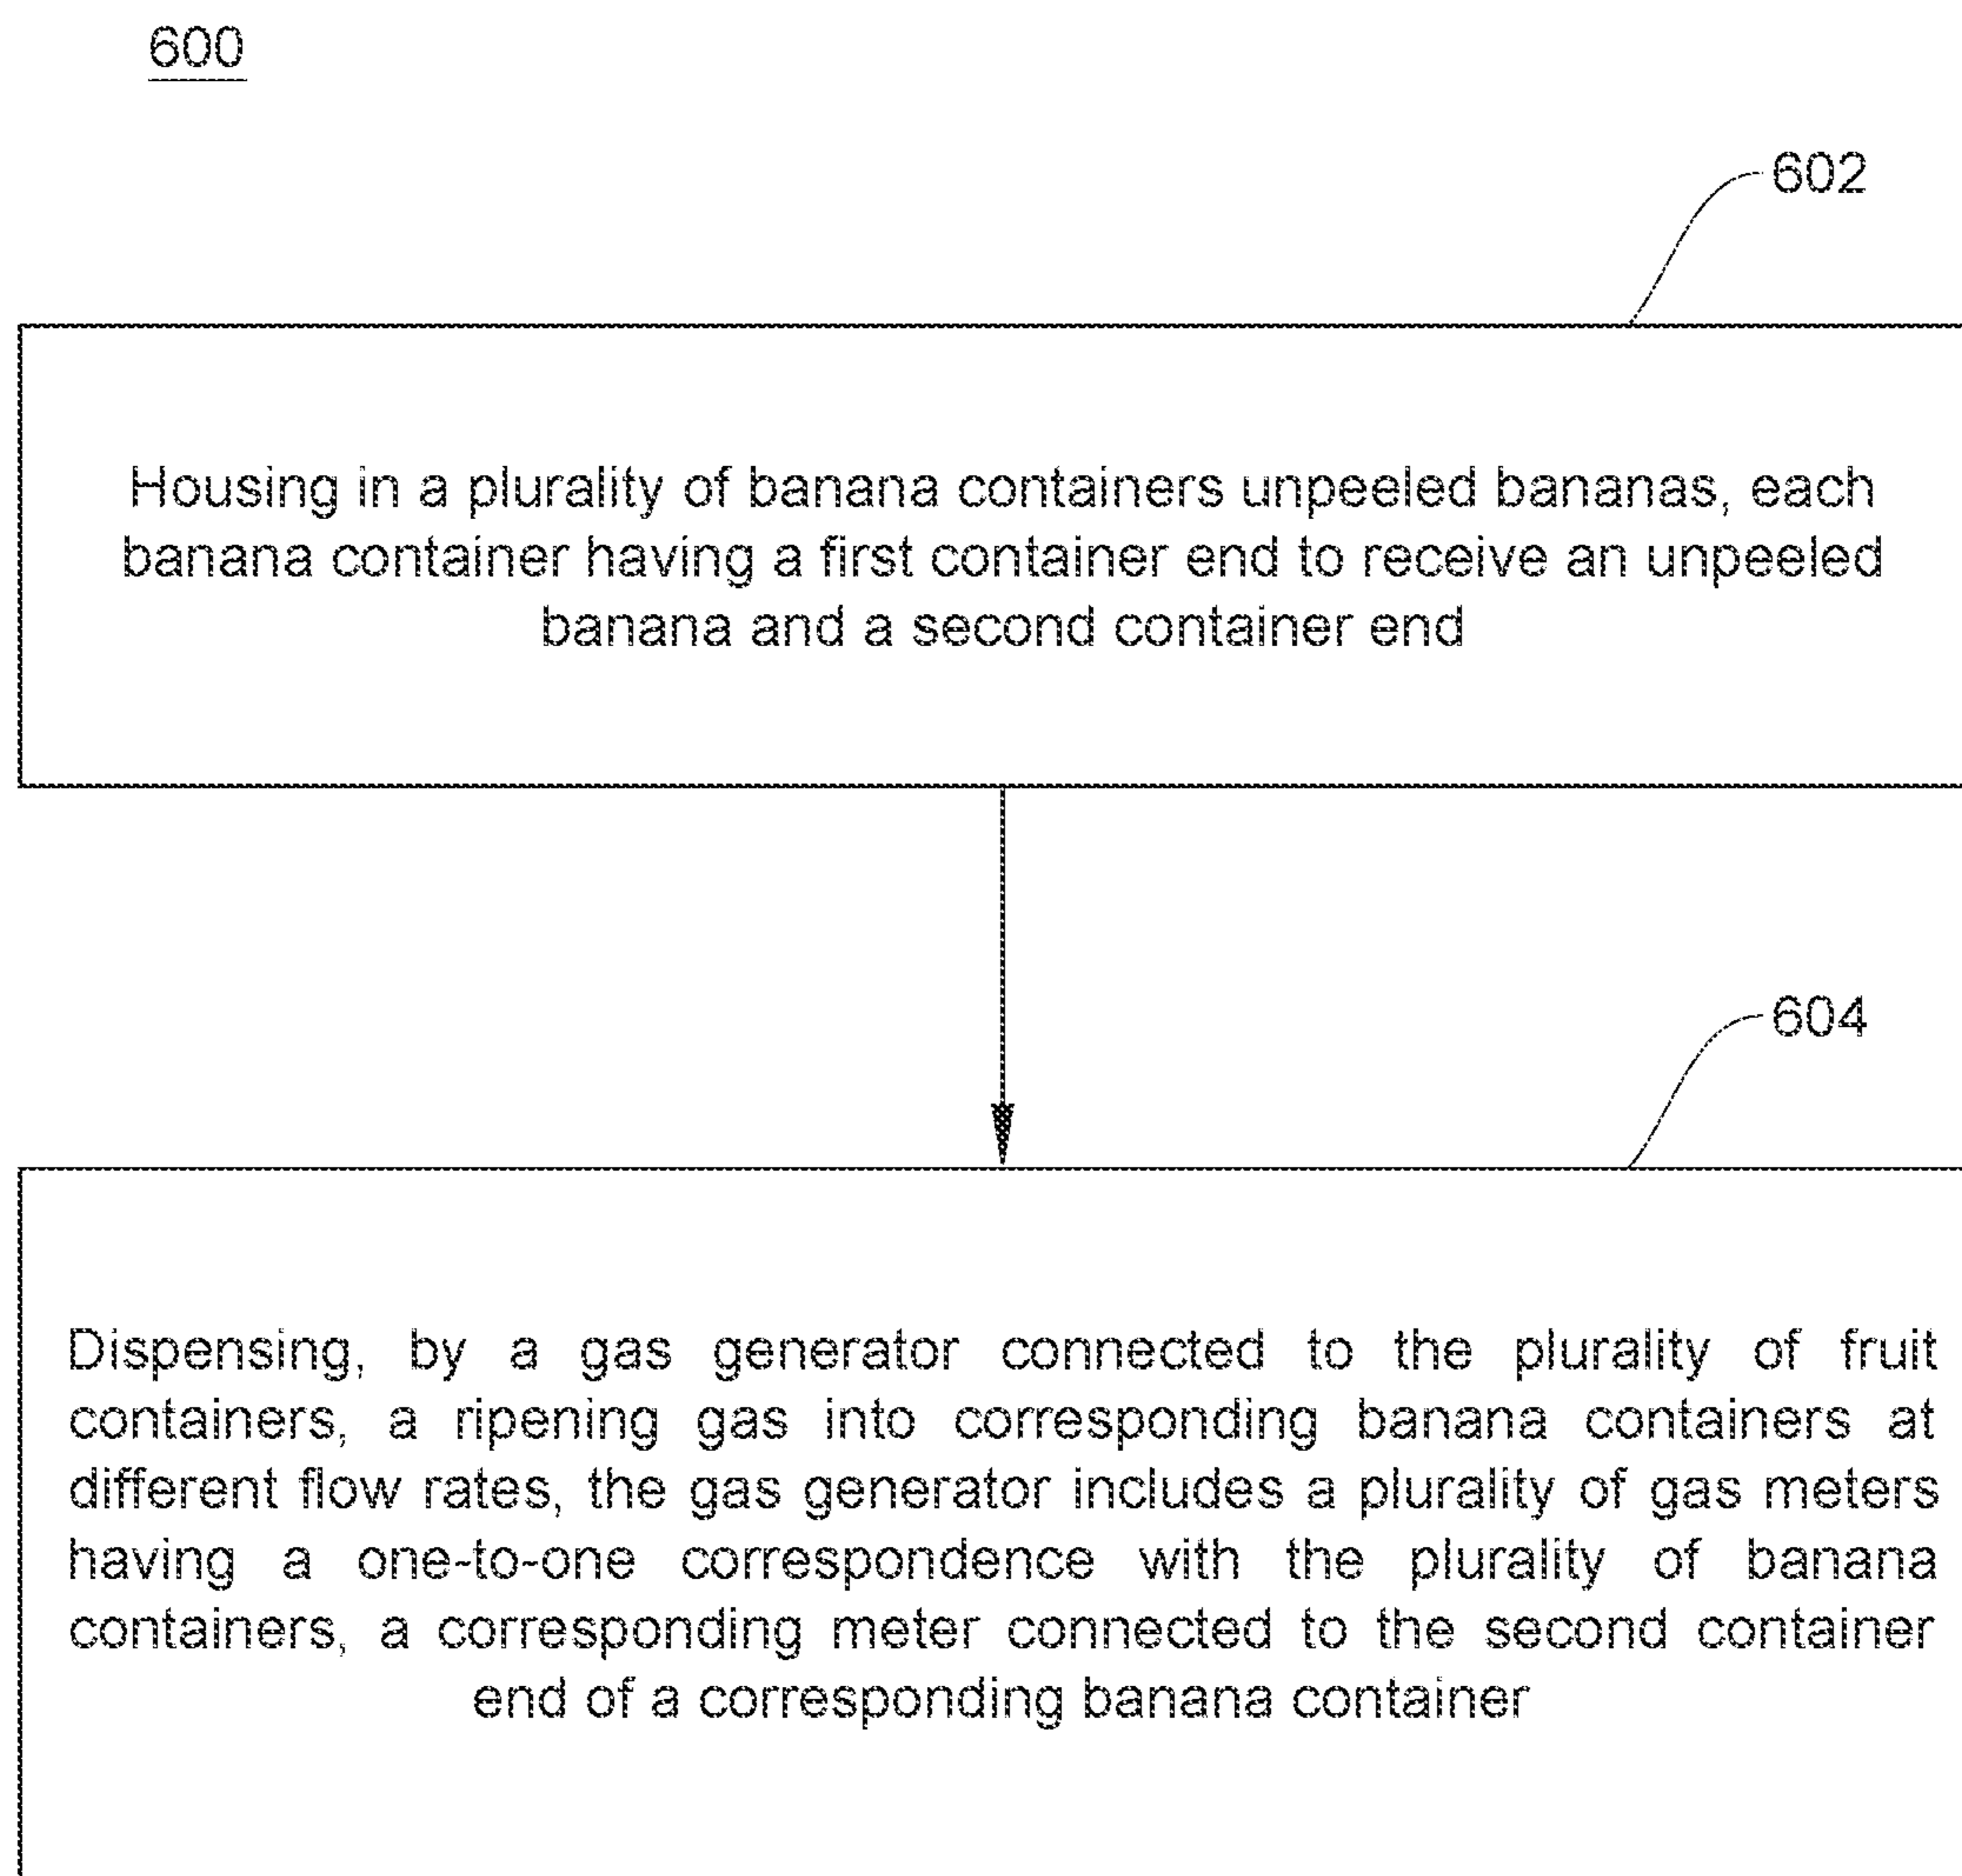 600
602
Housing in a plurality of banana containers unpeeled bananas, each
banana container having a first container end to receive an unpeeled
banana and a second container end
604
Dispensing, by a gas generator connected to the plurality of fruit
containers, a ripening gas into corresponding banana containers at
different flow rates, the gas generator includes a plurality of gas meters
having a one-to-one correspondence with the plurality of banana
containers, a corresponding meter connected to the second container
end of a corresponding banana container